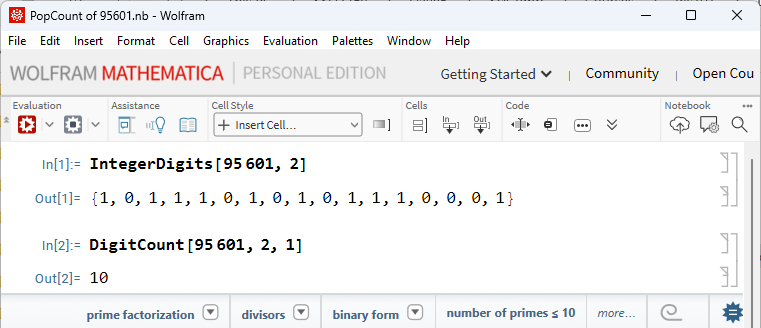 PopCount of 95601.nb - Wolfram
File Edit Insert Format Cell Graphics Evaluation Palettes Window Help
WOLFRAM MATHEMATICA | PERSONAL EDITION Getting Started Community Open Cou
Evaluation Assistance Cell Style Cells Code Notebook
+ Insert Cell... In Out
In[1]:= IntegerDigits[95 601, 2]
Out[1]= {1, 0, 1, 1, 1, 0, 1, 0, 1, 0, 1, 1, 1, 0, 0, 0, 1}
In[2]:= DigitCount[95 601, 2, 1]
Out[2]= 10
prime factorization divisors binary form number of primes ≤ 10 more...